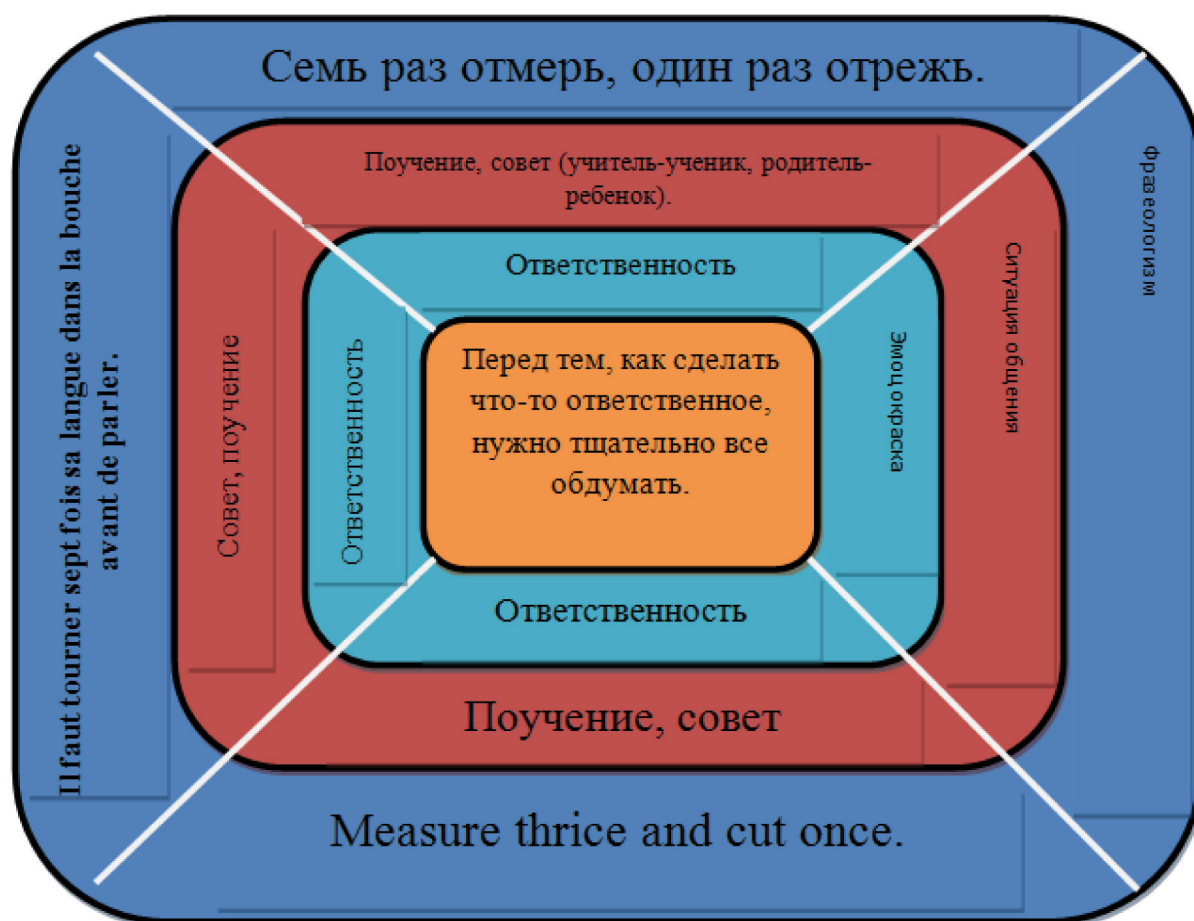 Семь раз отмерь, один раз отрежь.
Поучение, совет (учитель-ученик, родитель-
ребенок).
Ответственность
Перед тем, как сделать
что-то ответственное,
нужно тщательно все
обдумать.
Ответственность
Поучение, совет
Measure thrice and cut once.
Il faut tourner sept fois sa langue dans la bouche
avant de parler.
Совет, поучение
Ответственность
Эмоц окраска
Ситуация общения
Фразеологизм